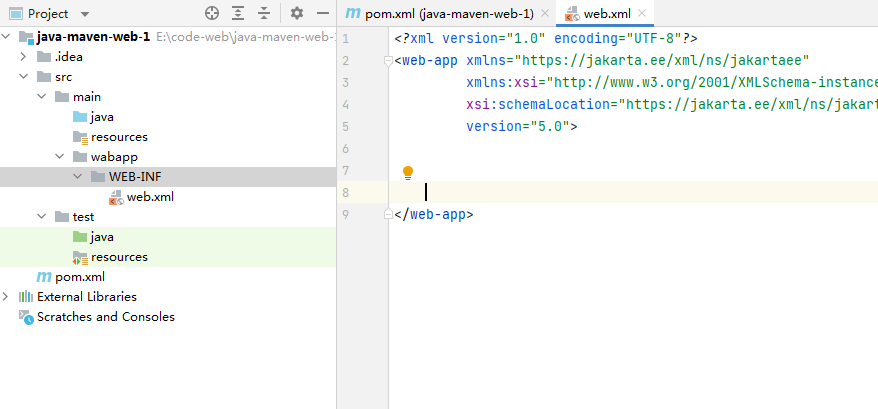 Project
java-maven-web-1 E:\code-web\java-maven-web-
.idea
src
main
java
resources
wabapp
WEB-INF
web.xml
test
java
resources
pom.xml
External Libraries
Scratches and Consoles
pom.xml (java-maven-web-1)
web.xml
1 <?xml version="1.0" encoding="UTF-8"?>
2 <web-app xmlns="https://jakarta.ee/xml/ns/jakartaee"
3 xmlns:xsi="http://www.w3.org/2001/XMLSchema-instance
4 xsi:schemaLocation="https://jakarta.ee/xml/ns/jakart
5 version="5.0">
6
7
8
9 </web-app>